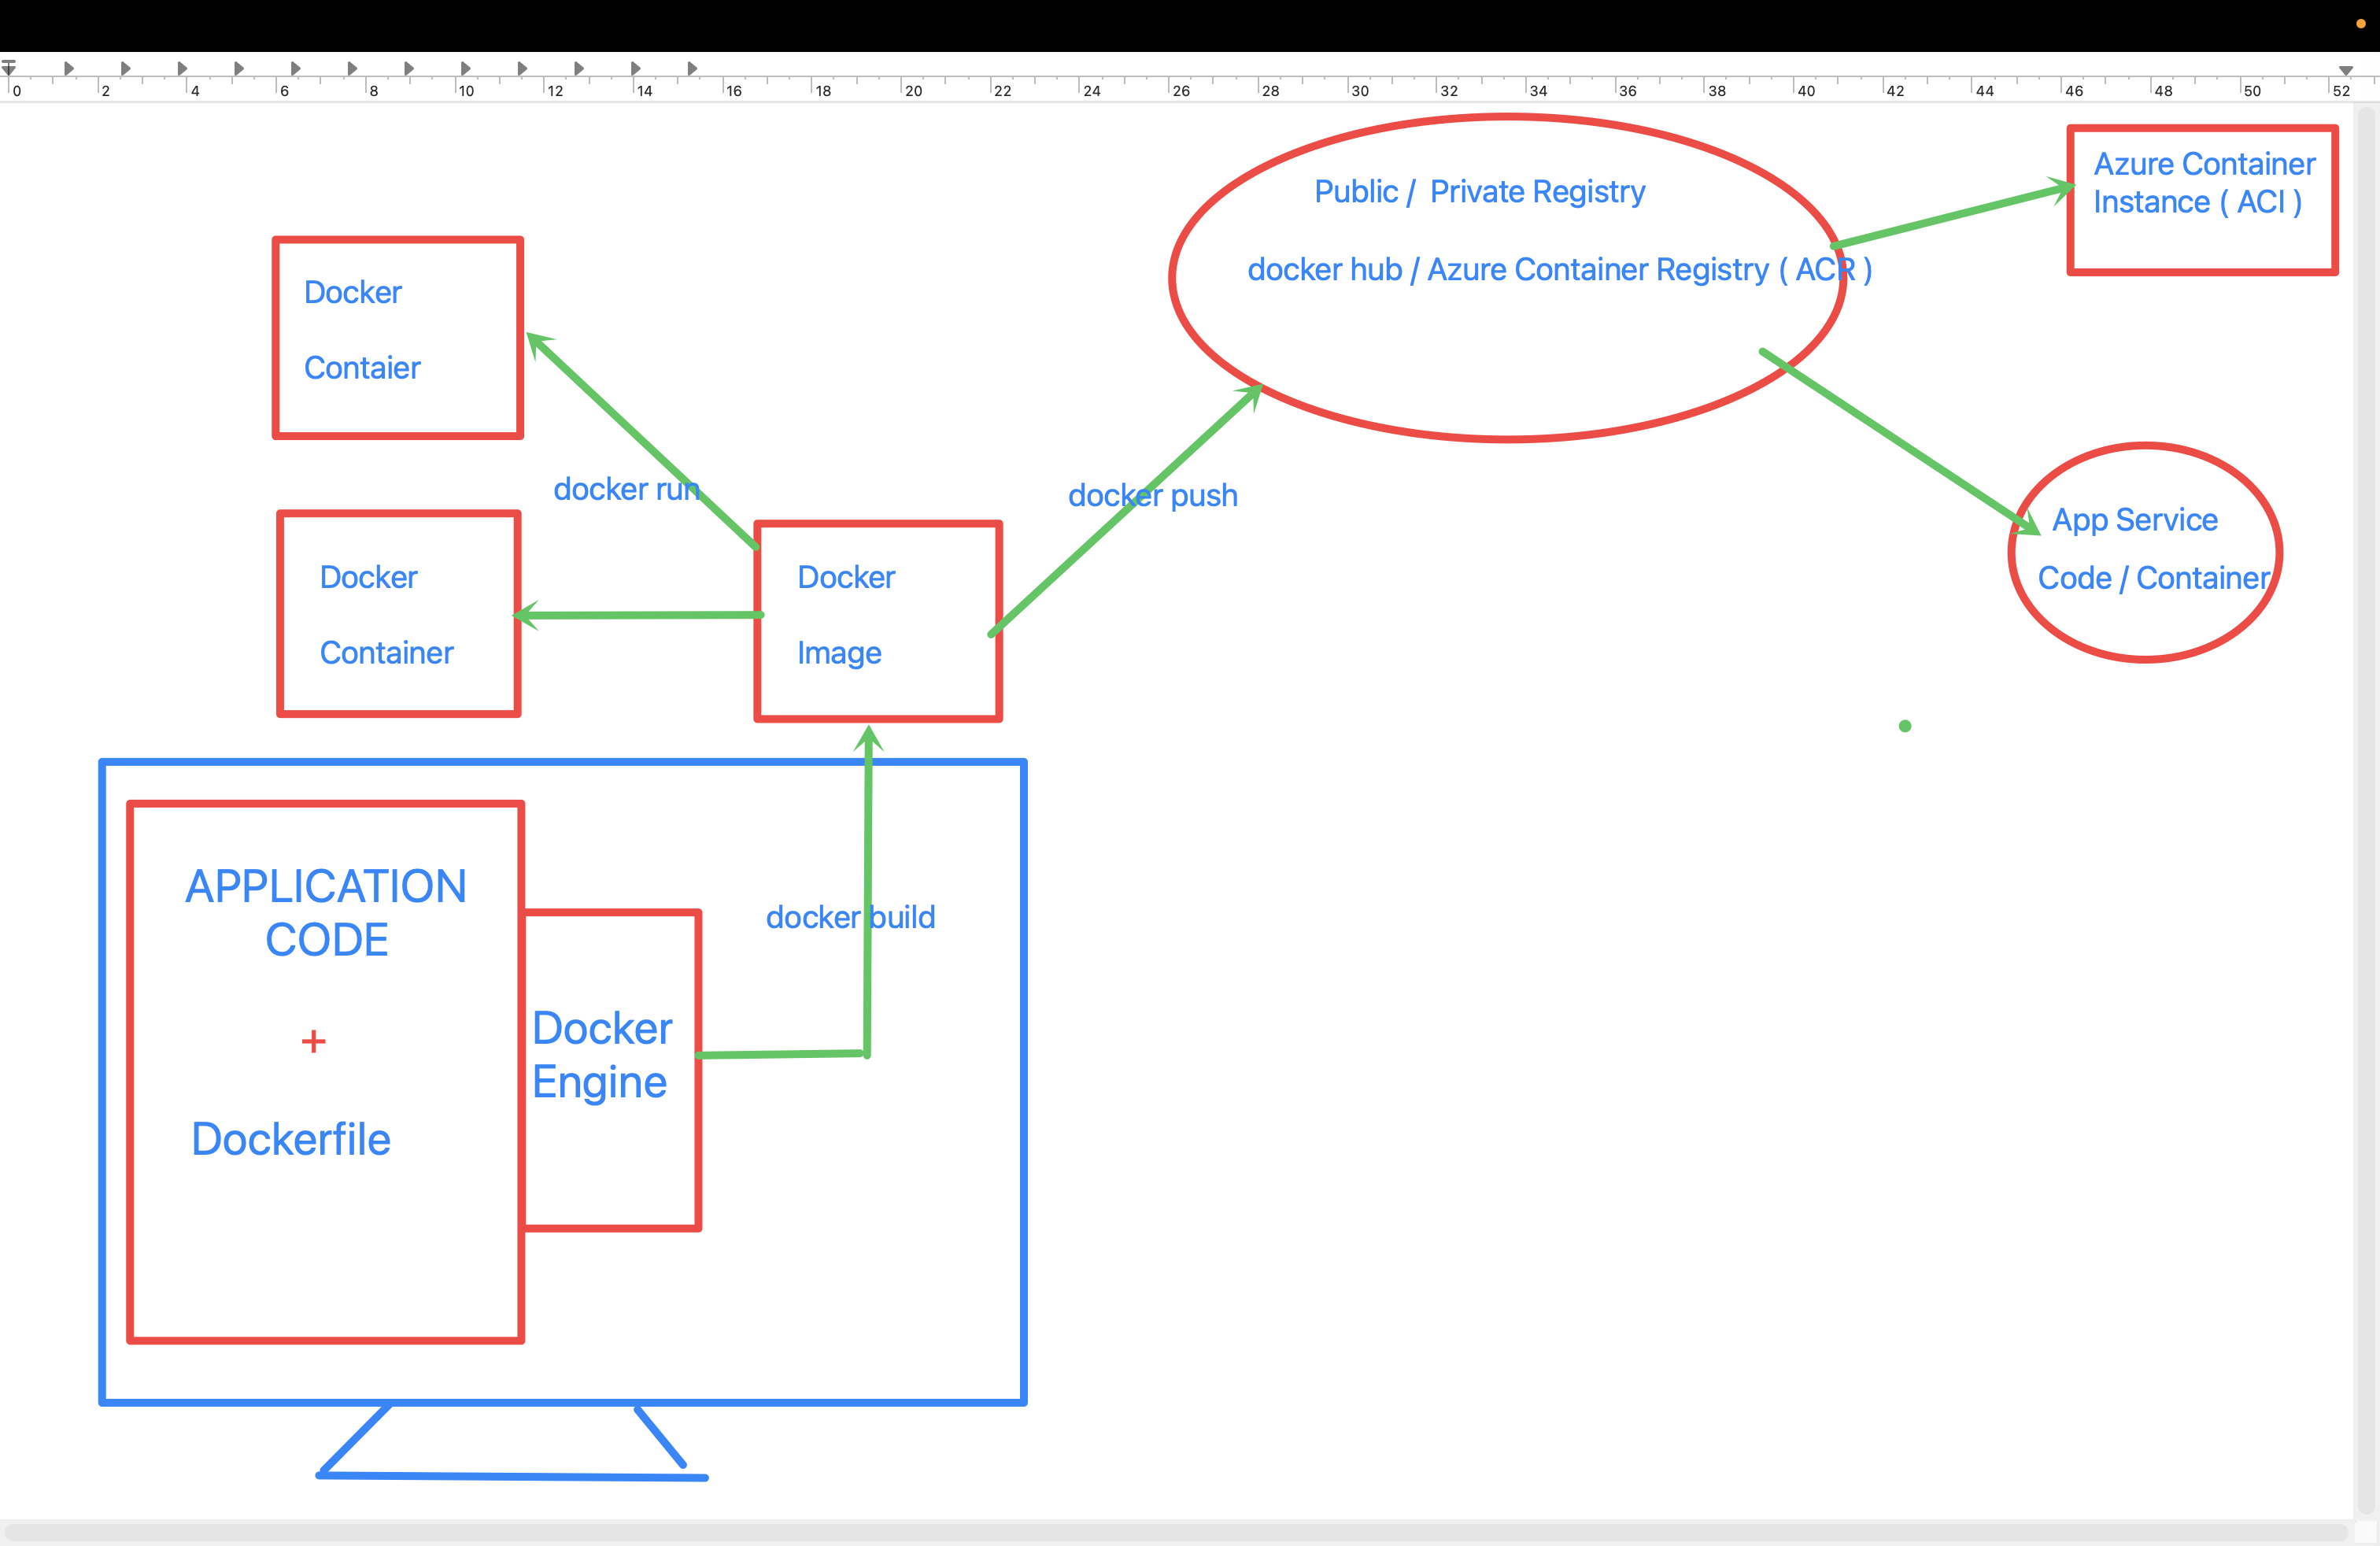 0 2 4 6 8 10 12 14 16 18 20 22 24 26 28 30 32 34 36 38 40 42 44 46 48 50 52
Public / Private Registry
docker hub / Azure Container Registry ( ACR )
Azure Container
Instance ( ACI )
Docker
Contaier
docker run
docker push
App Service
Code / Container
Docker
Container
Docker
Image
APPLICATION
CODE
+
Dockerfile
Docker
Engine
docker build